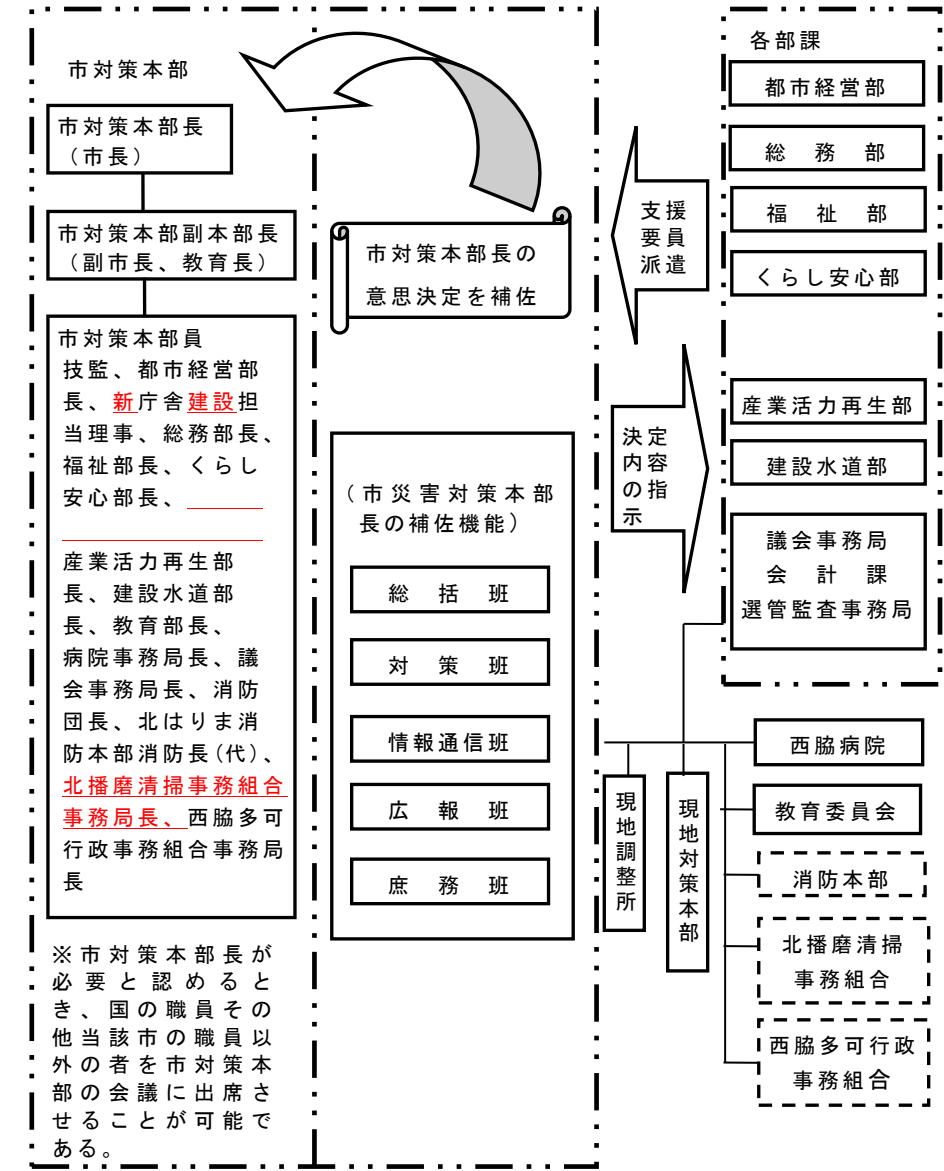 市対策本部
市対策本部長
（市長）
市対策本部副本部長
（副市長、教育長）
市対策本部員
技監、都市経営部
長、新庁舎建設担
当理事、総務部長、
福祉部長、くらし
安心部長、
産業活力再生部
長、建設水道部
長、教育部長、
病院事務局長、議
会事務局長、消防
団長、北はりま消
防本部消防長(代)、
北播磨清掃事務組合
事務局長、西脇多可
行政事務組合事務局
長
※市対策本部長が
必要と認めると
き、国の職員その
他当該市の職員以
外の者を市対策本
部の会議に出席さ
せることが可能で
ある。
市対策本部長の
意思決定を補佐
(市災害対策本部
長の補佐機能)
総括班
対策班
情報通信班
広報班
庶務班
支援
要員
派遣
決定
内容
の指
示
各部課
都市経営部
総務部
福祉部
くらし安心部
産業活力再生部
建設水道部
議会事務局
会計課
選管監査事務局
現地調整所
現地対策本部
西脇病院
教育委員会
消防本部
北播磨清掃
事務組合
西脇多可行政
事務組合